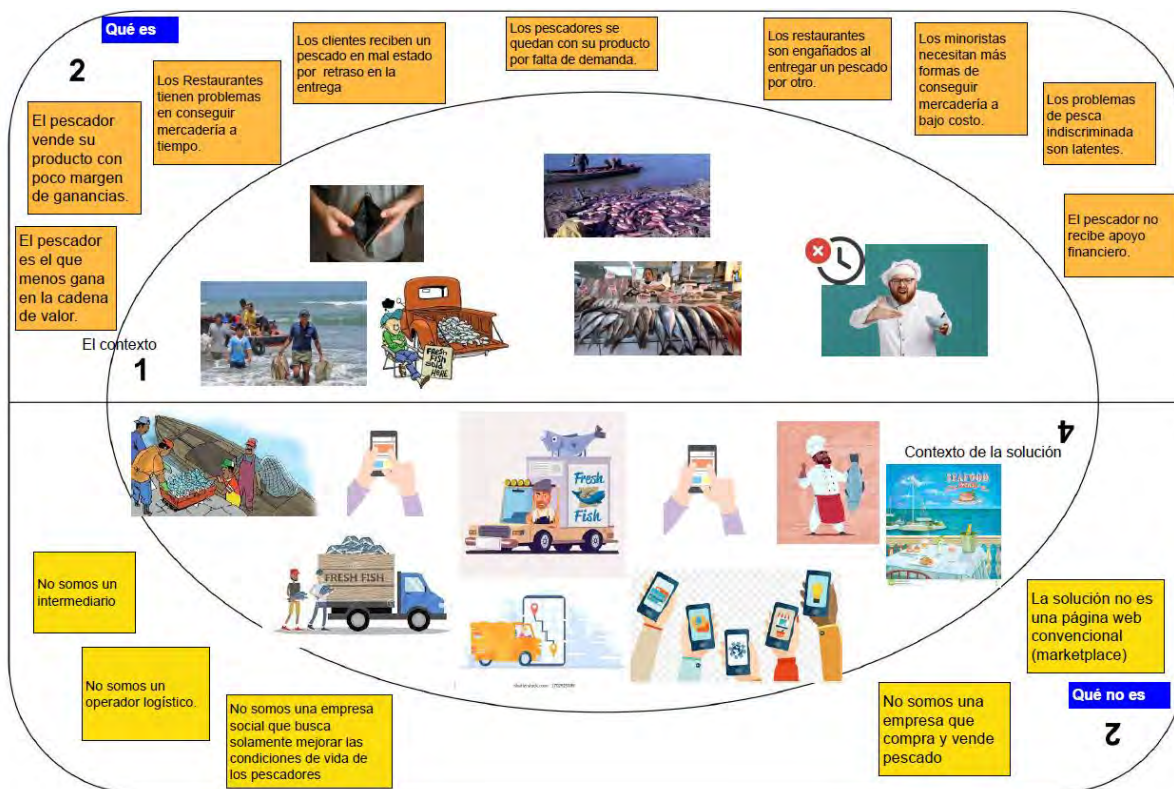 Qué es
2
Los clientes reciben un
pescado en mal estado
por retraso en la
entrega
Los pescadores se
quedan con su producto
por falta de demanda.
Los restaurantes
son engañados al
entregar un pescado
por otro.
Los minoristas
necesitan más
formas de
conseguir
mercadería a
bajo costo.
Los Restaurantes
tienen problemas
en conseguir
mercadería a
tiempo.
Los problemas
de pesca
indiscriminada
son latentes.
El pescador
vende su
producto con
poco margen
de ganancias.
El pescador no
recibe apoyo
financiero.
El pescador
es el que
menos gana
en la cadena
de valor.
El contexto
1
FRESH
FISH
SOLD
HERE
4
Contexto de la solución
Fresh
Fish
SEAFOOD
FRESH FISH
No somos un
intermediario
La solución no es
una página web
convencional
(marketplace)
No somos un
operador logístico.
No somos una empresa
social que busca
solamente mejorar las
condiciones de vida de
los pescadores
No somos una
empresa que
compra y vende
pescado
Qué no es
2